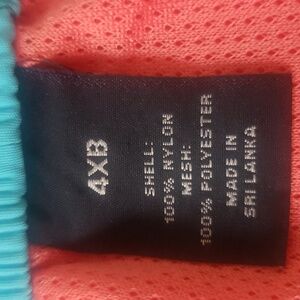 4XB
SHELL:
100% NYLON
MESH:
100% POLYESTER
MADE IN
SRI LANKA